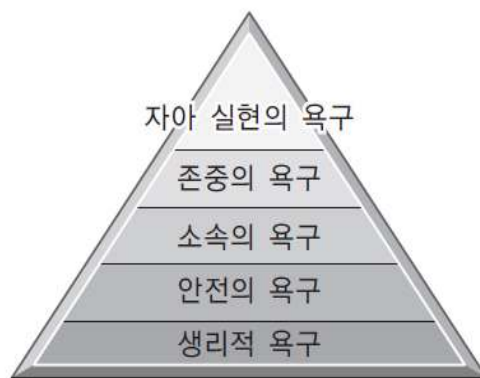 자아 실현의 욕구
존중의 욕구
소속의 욕구
안전의 욕구
생리적 욕구